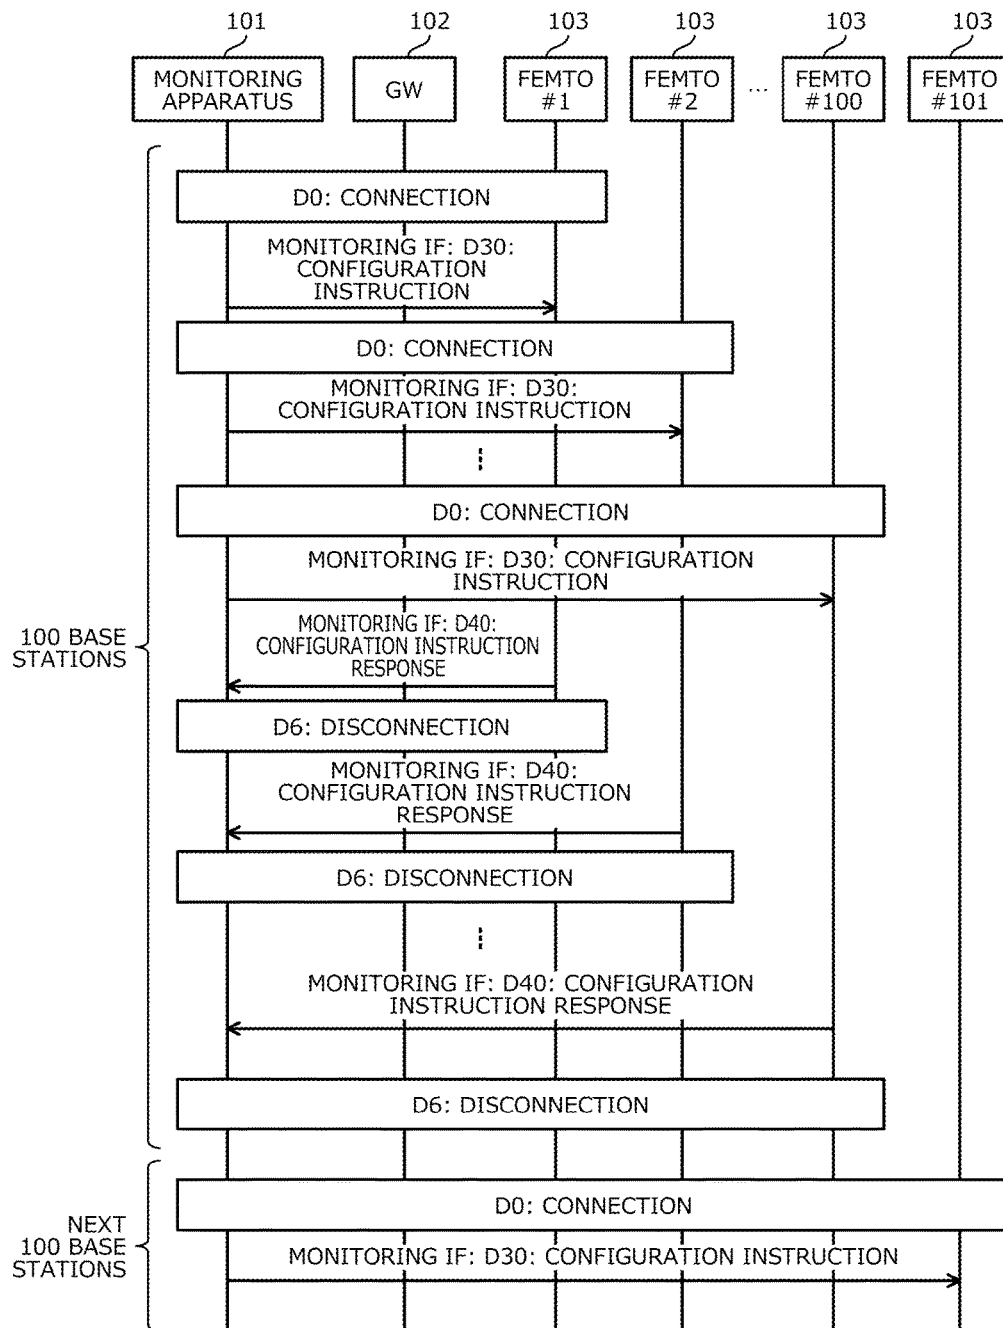 101
102
103
103
103
103
MONITORING
APPARATUS
GW
FEMTO
#1
FEMTO
#2
...
FEMTO
#100
FEMTO
#101
D0: CONNECTION
MONITORING IF: D30:
CONFIGURATION
INSTRUCTION
D0: CONNECTION
MONITORING IF: D30:
CONFIGURATION INSTRUCTION
D0: CONNECTION
MONITORING IF: D30: CONFIGURATION
INSTRUCTION
100 BASE
STATIONS
MONITORING IF: D40:
CONFIGURATION INSTRUCTION
RESPONSE
D6: DISCONNECTION
MONITORING IF: D40:
CONFIGURATION INSTRUCTION
RESPONSE
D6: DISCONNECTION
MONITORING IF: D40: CONFIGURATION
INSTRUCTION RESPONSE
D6: DISCONNECTION
NEXT
100 BASE
STATIONS
D0: CONNECTION
MONITORING IF: D30: CONFIGURATION INSTRUCTION